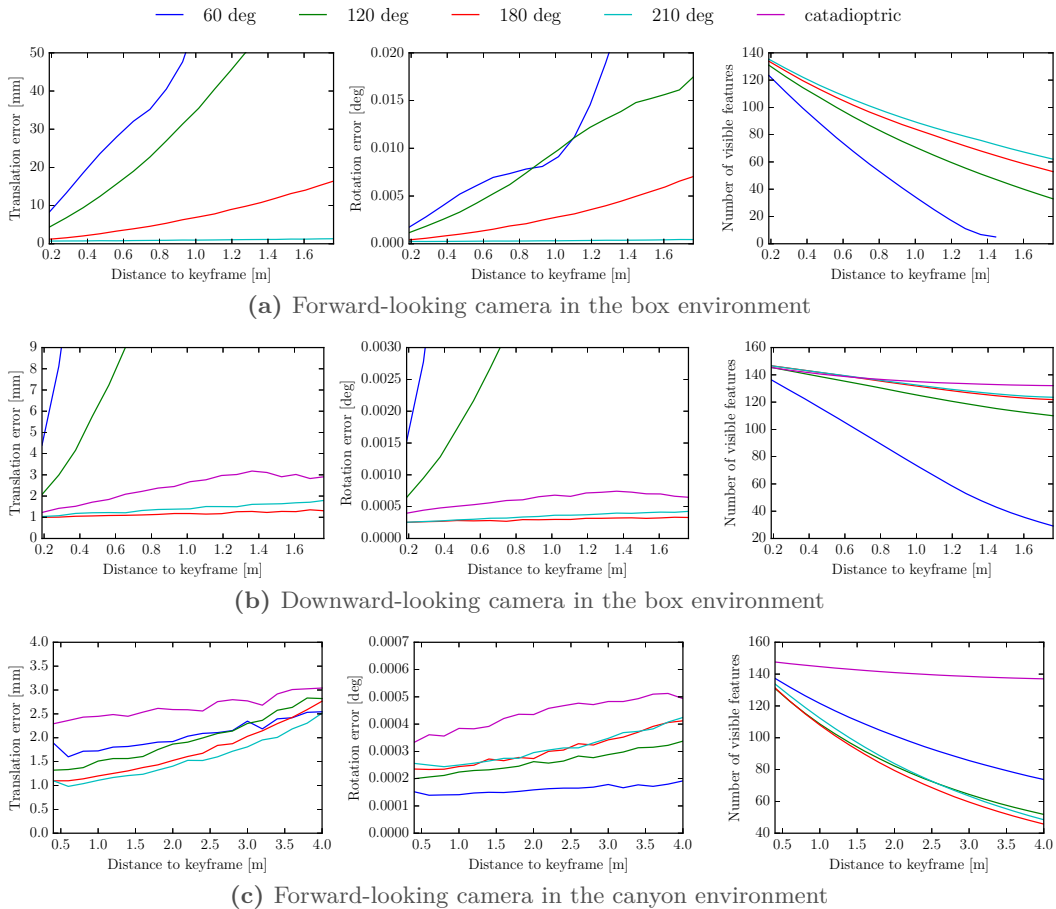 60 deg 120 deg 180 deg 210 deg catadioptric
Translation error [mm]
50
40
30
20
10
0
0.2 0.4 0.6 0.8 1.0 1.2 1.4 1.6
Distance to keyframe [m]
Rotation error [deg]
0.020
0.015
0.010
0.005
0.000
0.2 0.4 0.6 0.8 1.0 1.2 1.4 1.6
Distance to keyframe [m]
Number of visible features
140
120
100
80
60
40
20
0
0.2 0.4 0.6 0.8 1.0 1.2 1.4 1.6
Distance to keyframe [m]
(a) Forward-looking camera in the box environment
Translation error [mm]
9
8
7
6
5
4
3
2
1
0
0.2 0.4 0.6 0.8 1.0 1.2 1.4 1.6
Distance to keyframe [m]
Rotation error [deg]
0.0030
0.0025
0.0020
0.0015
0.0010
0.0005
0.0000
0.2 0.4 0.6 0.8 1.0 1.2 1.4 1.6
Distance to keyframe [m]
Number of visible features
160
140
120
100
80
60
40
20
0.2 0.4 0.6 0.8 1.0 1.2 1.4 1.6
Distance to keyframe [m]
(b) Downward-looking camera in the box environment
Translation error [mm]
4.0
3.5
3.0
2.5
2.0
1.5
1.0
0.5
0.0
0.5 1.0 1.5 2.0 2.5 3.0 3.5 4.0
Distance to keyframe [m]
Rotation error [deg]
0.0007
0.0006
0.0005
0.0004
0.0003
0.0002
0.0001
0.0000
0.5 1.0 1.5 2.0 2.5 3.0 3.5 4.0
Distance to keyframe [m]
Number of visible features
160
140
120
100
80
60
40
0.5 1.0 1.5 2.0 2.5 3.0 3.5 4.0
Distance to keyframe [m]
(c) Forward-looking camera in the canyon environment